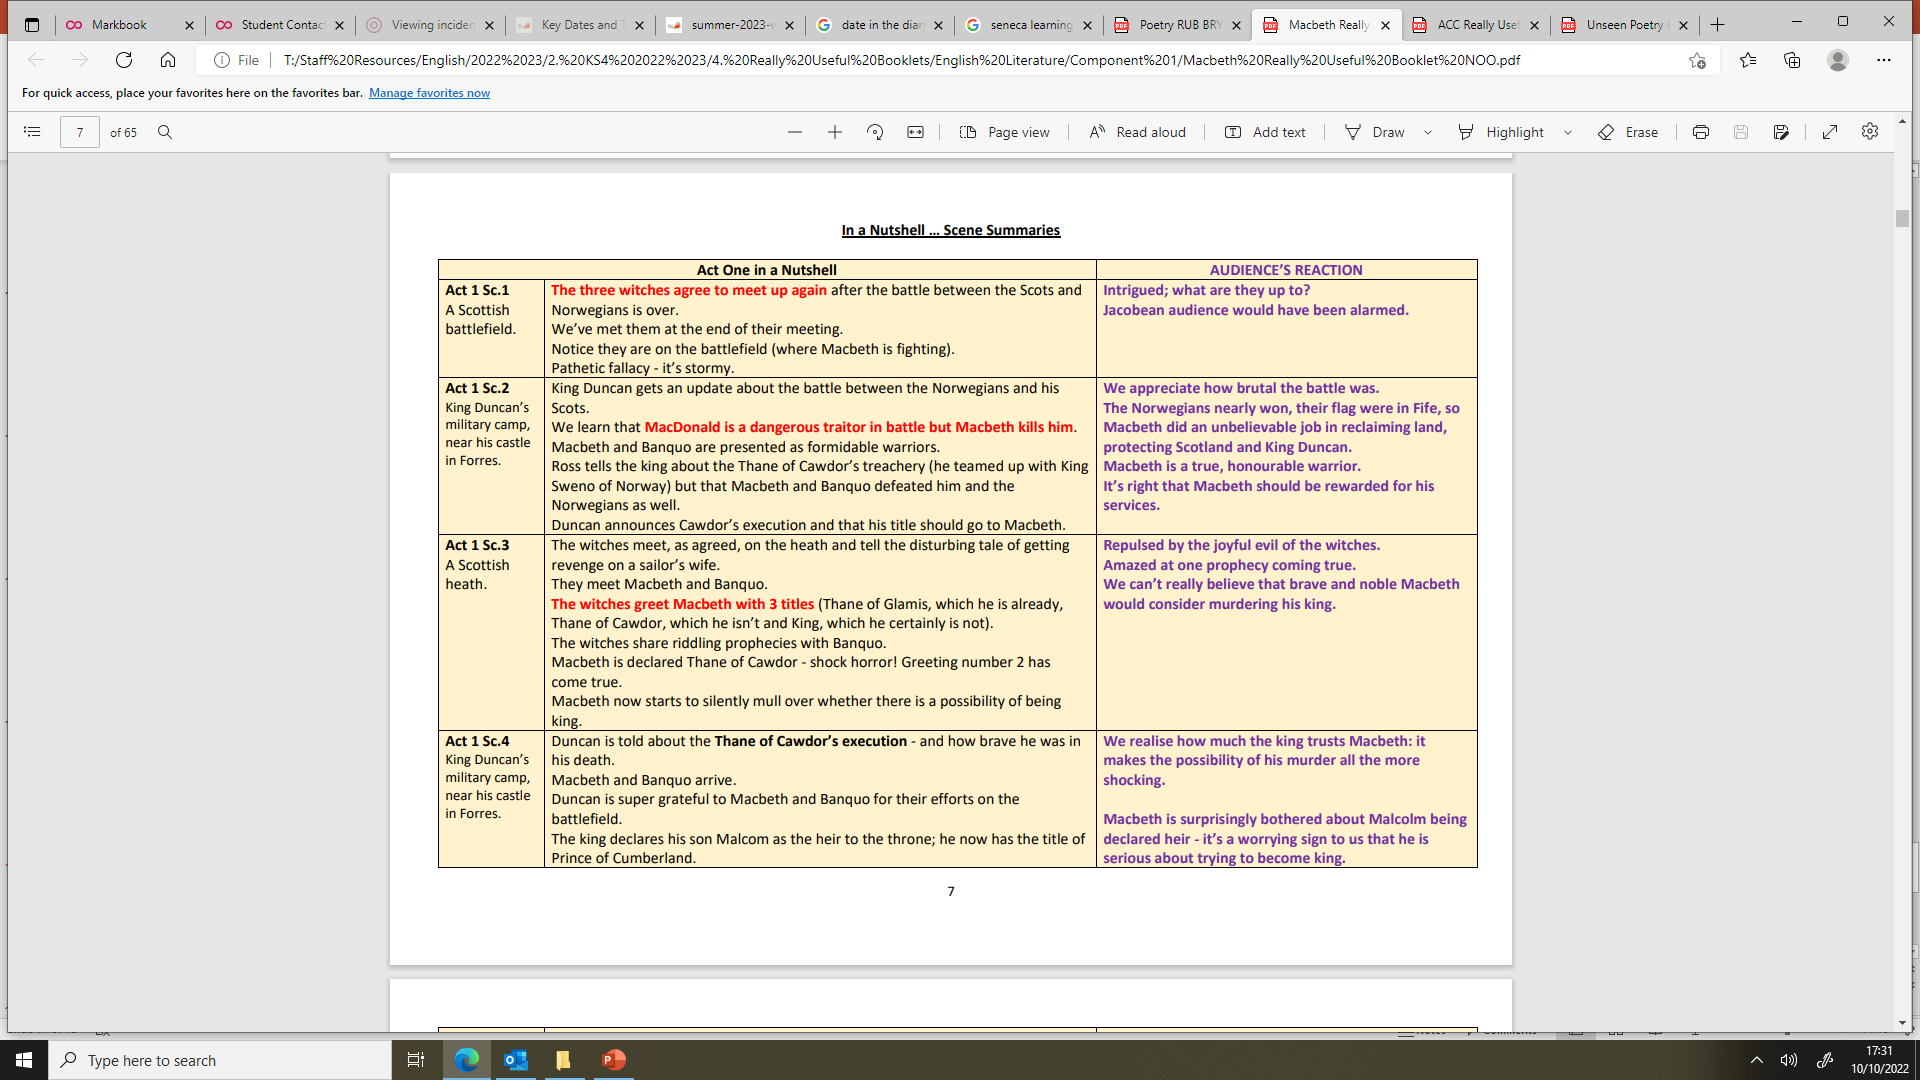 Markbook
Student Contac
Viewing inciden
Key Dates and T
summer-2023-v
date in the diar
seneca learning
Poetry RUB BRY
Macbeth Really
ACC Really Usef
Unseen Poetry
File
T:/Staff%20Resources/English/2022%2023/2.%20KS4%202022%2023/4.%20Really%20Useful%20Booklets/English%20Literature/Component%201/Macbeth%20Really%20Useful%20Booklet%20NOO.pdf
For quick access, place your favorites here on the favorites bar. Manage favorites now
7 of 65
Page view
Read aloud
Add text
Draw
Highlight
Erase
In a Nutshell ... Scene Summaries
Act One in a Nutshell
AUDIENCE’S REACTION
Act 1 Sc.1
A Scottish
battlefield.
The three witches agree to meet up again after the battle between the Scots and
Norwegians is over.
We’ve met them at the end of their meeting.
Notice they are on the battlefield (where Macbeth is fighting).
Pathetic fallacy - it’s stormy.
Intrigued; what are they up to?
Jacobean audience would have been alarmed.
Act 1 Sc.2
King Duncan’s
military camp,
near his castle
in Forres.
King Duncan gets an update about the battle between the Norwegians and his
Scots.
We learn that MacDonald is a dangerous traitor in battle but Macbeth kills him.
Macbeth and Banquo are presented as formidable warriors.
Ross tells the king about the Thane of Cawdor’s treachery (he teamed up with King
Sweno of Norway) but that Macbeth and Banquo defeated him and the
Norwegians as well.
Duncan announces Cawdor’s execution and that his title should go to Macbeth.
We appreciate how brutal the battle was.
The Norwegians nearly won, their flag were in Fife, so
Macbeth did an unbelievable job in reclaiming land,
protecting Scotland and King Duncan.
Macbeth is a true, honourable warrior.
It’s right that Macbeth should be rewarded for his
services.
Act 1 Sc.3
A Scottish
heath.
The witches meet, as agreed, on the heath and tell the disturbing tale of getting
revenge on a sailor’s wife.
They meet Macbeth and Banquo.
The witches greet Macbeth with 3 titles (Thane of Glamis, which he is already,
Thane of Cawdor, which he isn’t and King, which he certainly is not).
The witches share riddling prophecies with Banquo.
Macbeth is declared Thane of Cawdor - shock horror! Greeting number 2 has
come true.
Macbeth now starts to silently mull over whether there is a possibility of being
king.
Repulsed by the joyful evil of the witches.
Amazed at one prophecy coming true.
We can’t really believe that brave and noble Macbeth
would consider murdering his king.
Act 1 Sc.4
King Duncan’s
military camp,
near his castle
in Forres.
Duncan is told about the Thane of Cawdor’s execution - and how brave he was in
his death.
Macbeth and Banquo arrive.
Duncan is super grateful to Macbeth and Banquo for their efforts on the
battlefield.
The king declares his son Malcom as the heir to the throne; he now has the title of
Prince of Cumberland.
We realise how much the king trusts Macbeth: it
makes the possibility of his murder all the more
shocking.
Macbeth is surprisingly bothered about Malcolm being
declared heir - it’s a worrying sign to us that he is
serious about trying to become king.
7
Type here to search
17:31
10/10/2022